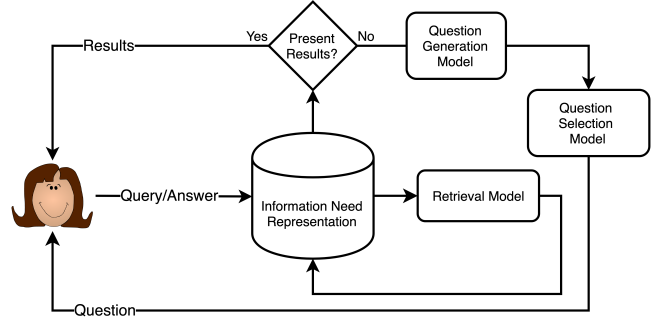 Results
Yes
Present
Results?
No
Question
Generation
Model
Question
Selection
Model
Query/Answer
Information Need
Representation
Retrieval Model
Question